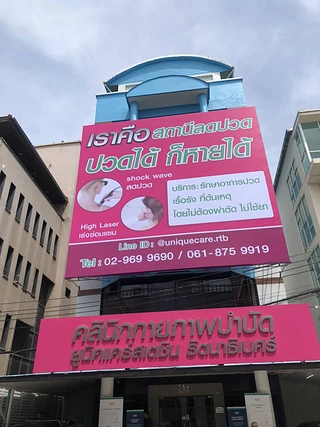 เราคือ สถานีลดปวด
ปวดได้ ก็หายได้
shock wave
ลดปวด
High Laser
เร่งซ่อมแซม
บริการ: รักษาอาการปวด
เรื้อรัง ที่ต้นเหตุ
โดยไม่ต้องผ่าตัด ไม่ใช้ยา
Line ID : @uniquecare.rtb
Tel : 02-969 9690 / 061-875 9919
คลินิกกายภาพบำบัด
ยูนิคแคร์สเตชั่น รัตนาธิเบศร์